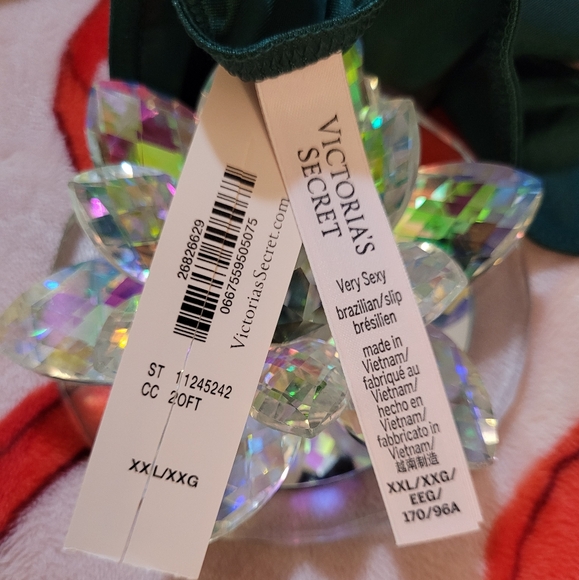 26826629
0667559505075
VictoriasSecret.com
ST 11245242
CC 2OFT
XXL/XXG
VICTORIA'S
SECRET
Very Sexy
brazilian/slip
brésilien
made in
Vietnam/
fabriqué au
Vietnam/
hecho en
Vietnam/
fabbricato in
Vietnam/
越南制造
XXL/XXG/
EEG/
170/96A